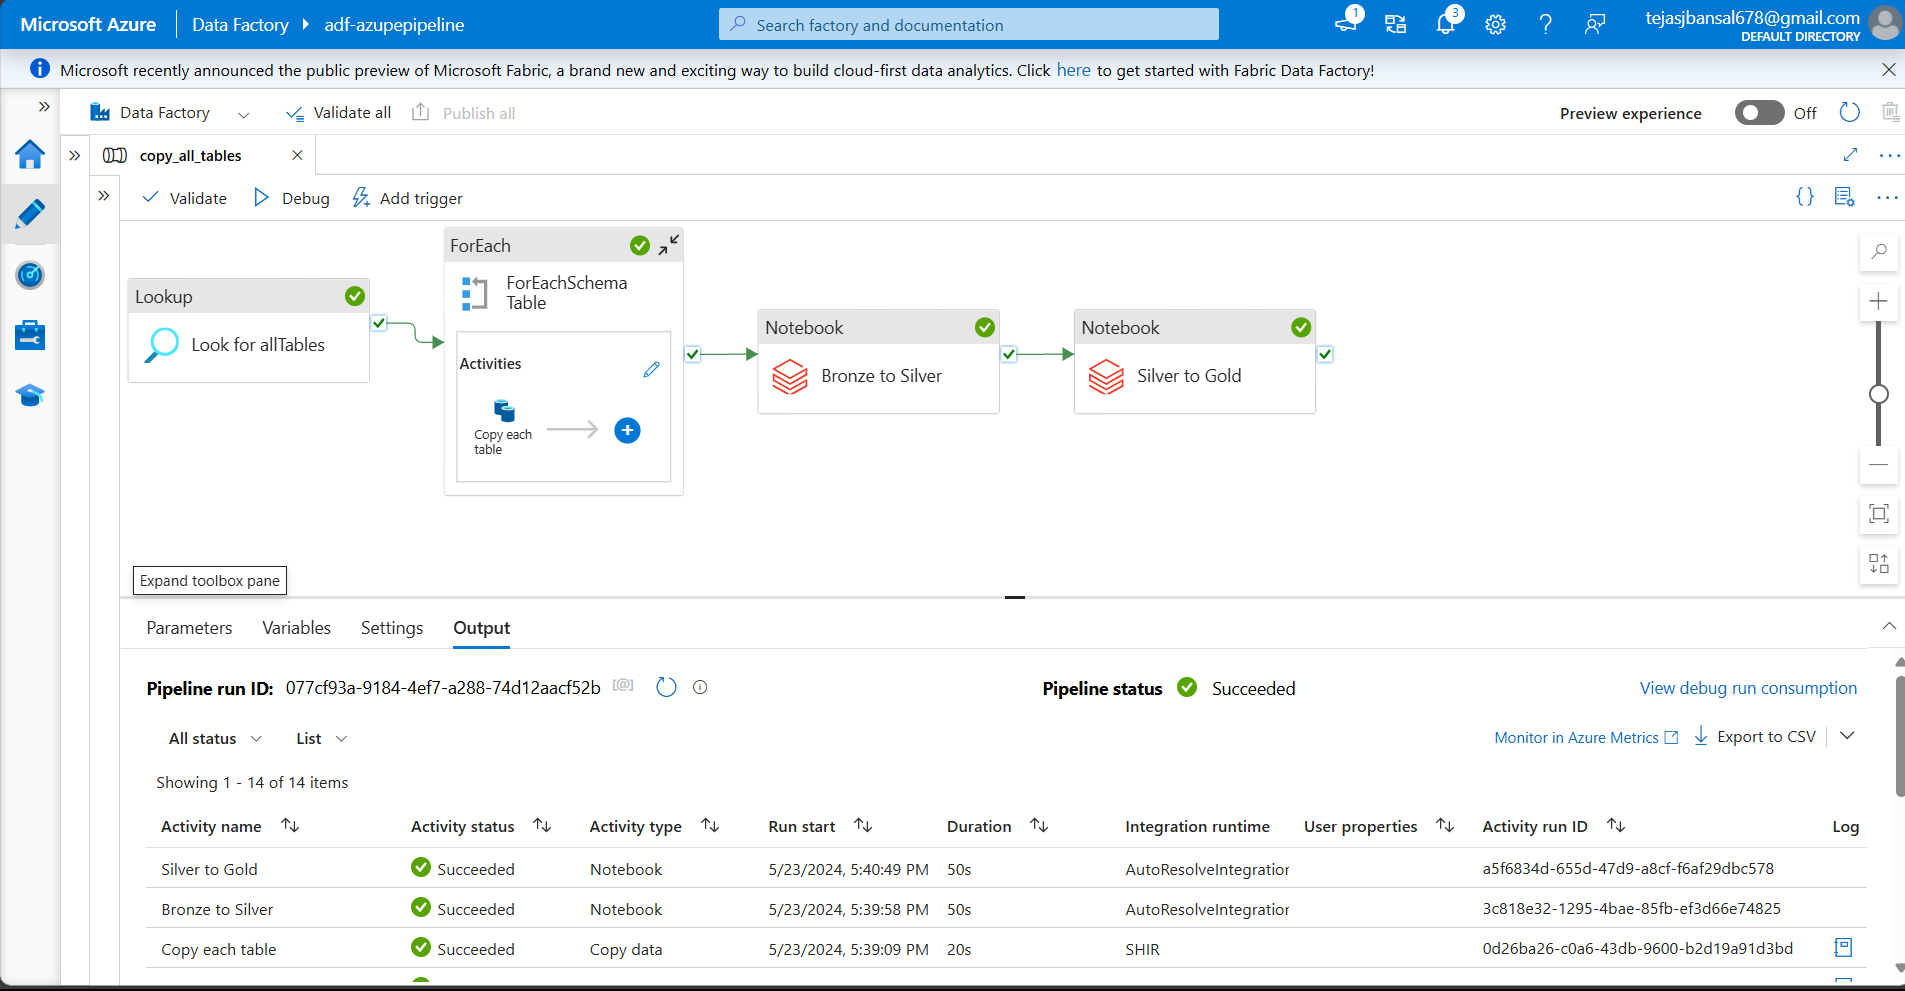 Microsoft Azure
Data Factory
adf-azupepipeline
Search factory and documentation
1
3
tejasjbansal678@gmail.com
DEFAULT DIRECTORY
Microsoft recently announced the public preview of Microsoft Fabric, a brand new and exciting way to build cloud-first data analytics. Click here to get started with Fabric Data Factory!
Data Factory
Validate all
Publish all
Preview experience
Off
copy_all_tables
Validate
Debug
Add trigger
Lookup
Look for allTables
ForEach
ForEachSchema
Table
Activities
Copy each
table
Notebook
Bronze to Silver
Notebook
Silver to Gold
Expand toolbox pane
Parameters
Variables
Settings
Output
Pipeline run ID: 077cf93a-9184-4ef7-a288-74d12aacf52b
Pipeline status Succeeded
View debug run consumption
All status
List
Monitor in Azure Metrics
Export to CSV
Showing 1 - 14 of 14 items
Activity name Activity status Activity type Run start Duration Integration runtime User properties Activity run ID Log
Silver to Gold Succeeded Notebook 5/23/2024, 5:40:49 PM 50s AutoResolveIntegration a5f6834d-655d-47d9-a8cf-f6af29dbc578
Bronze to Silver Succeeded Notebook 5/23/2024, 5:39:58 PM 50s AutoResolveIntegration 3c818e32-1295-4bae-85fb-ef3d66e74825
Copy each table Succeeded Copy data 5/23/2024, 5:39:09 PM 20s SHIR 0d26ba26-c0a6-43db-9600-b2d19a91d3bd